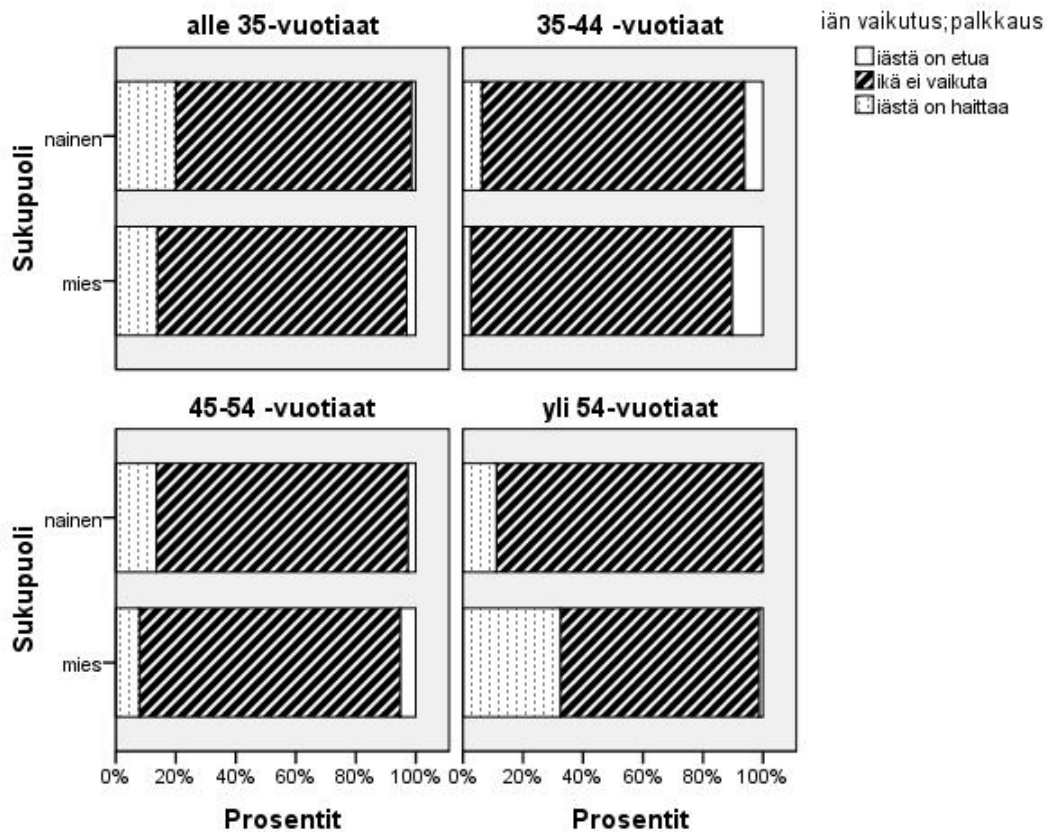 alle 35-vuotiaat
35-44 -vuotiaat
iän vaikutus;palkkaus
iästä on etua
ikä ei vaikuta
iästä on haittaa
Sukupuoli
nainen
mies
45-54 -vuotiaat
yli 54-vuotiaat
Sukupuoli
nainen
mies
0% 20% 40% 60% 80% 100% 0% 20% 40% 60% 80% 100%
Prosentit Prosentit